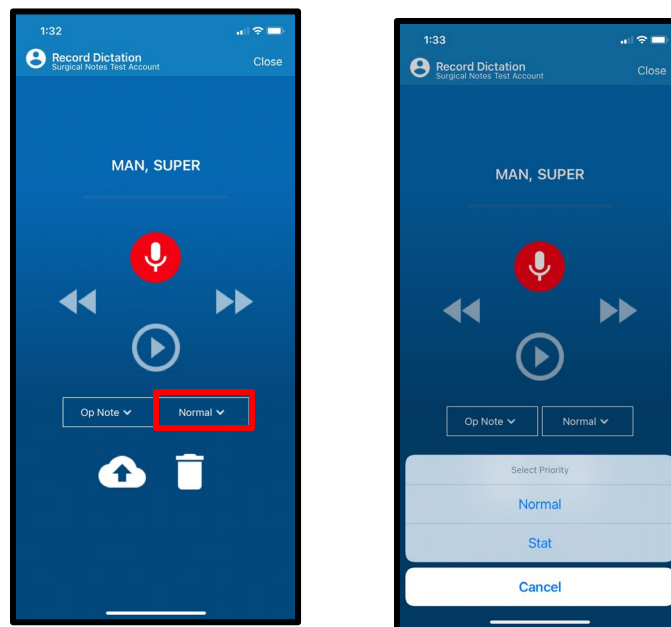 1:32
Record Dictation
Surgical Notes Test Account
Close
MAN, SUPER
Op Note
Normal
1:33
Record Dictation
Surgical Notes Test Account
Close
MAN, SUPER
Op Note
Normal
Select Priority
Normal
Stat
Cancel